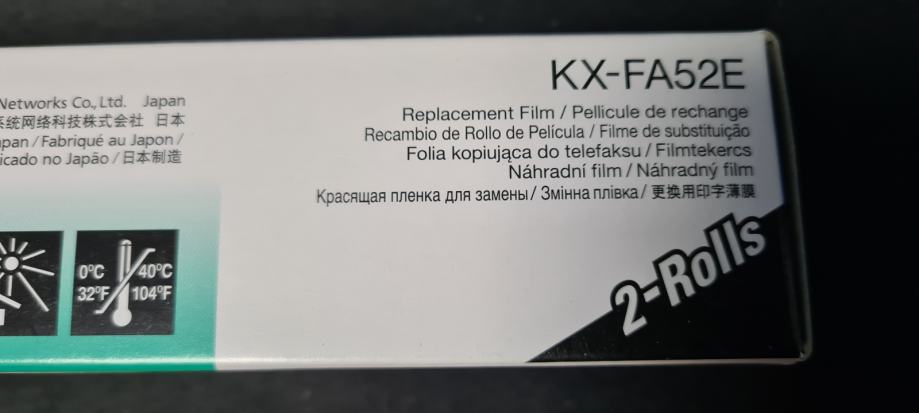 KX-FA52E
Replacement Film / Pellicule de rechange
Recambio de Rollo de Película / Filme de substituição
Folia kopiująca do telefaksu / Filmtekercs
Náhradní film / Náhradný film
Красящая пленка для замены / Змінна плівка / 更换用印字薄膜
2-Rolls
Networks Co., Ltd. Japan
系统网络科技株式会社 日本
apan / Fabriqué au Japon /
icado no Japão / 日本制造
0°C 40°C
32°F 104°F